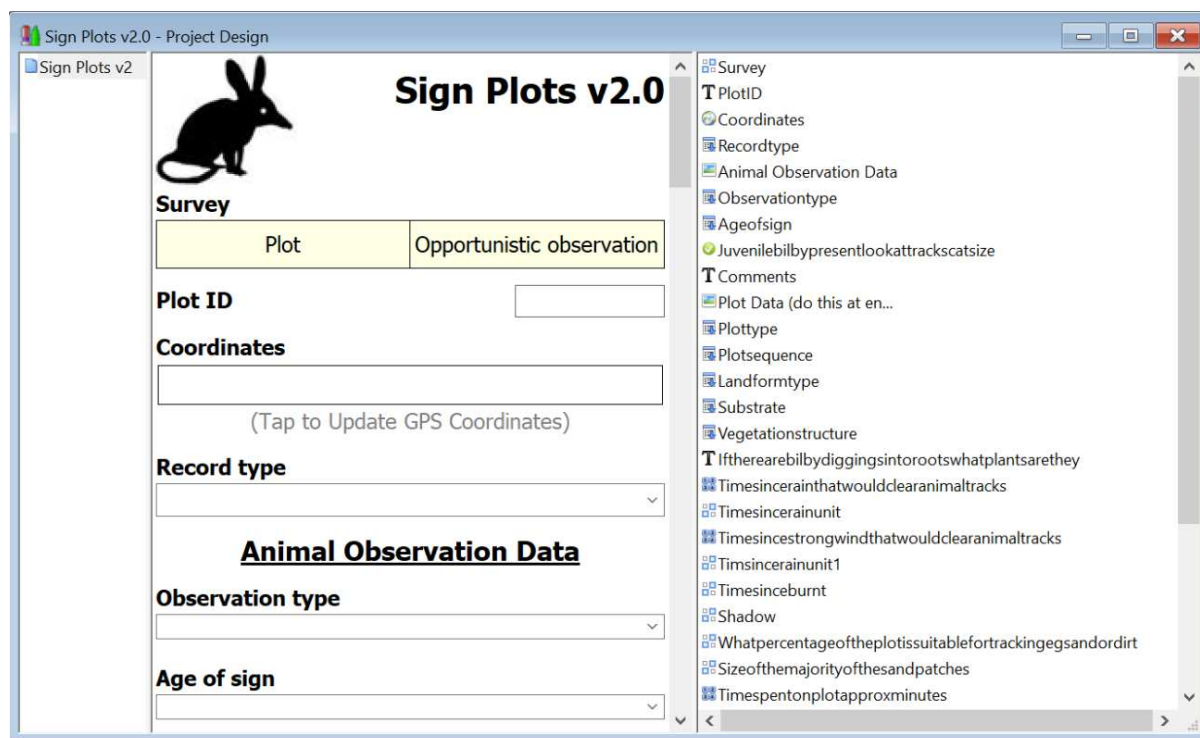 Sign Plots v2.0 - Project Design
Sign Plots v2
Sign Plots v2.0
Survey
Plot
Opportunistic observation
Plot ID
Coordinates
(Tap to Update GPS Coordinates)
Record type
Animal Observation Data
Observation type
Age of sign
Survey
PlotID
Coordinates
Recordtype
Animal Observation Data
Observationtype
Ageofsign
Juvenilebilbypresentlookattrackscatsize
Comments
Plot Data (do this at en...
Plottype
Plotsequence
Landformtype
Substrate
Vegetationstructure
Iftherearebilbydiggingsintorootswhatplantsarethey
Timesincerainthatwouldclearanimaltracks
Timesincerainunit
Timesincestrongwindthatwouldclearanimaltracks
Timsincerainunit1
Timesinceburnt
Shadow
Whatpercentageoftheplotissuitablefortrackingegsandordirt
Sizeofthemajorityofthesandpatches
Timespentonplotapproxminutes